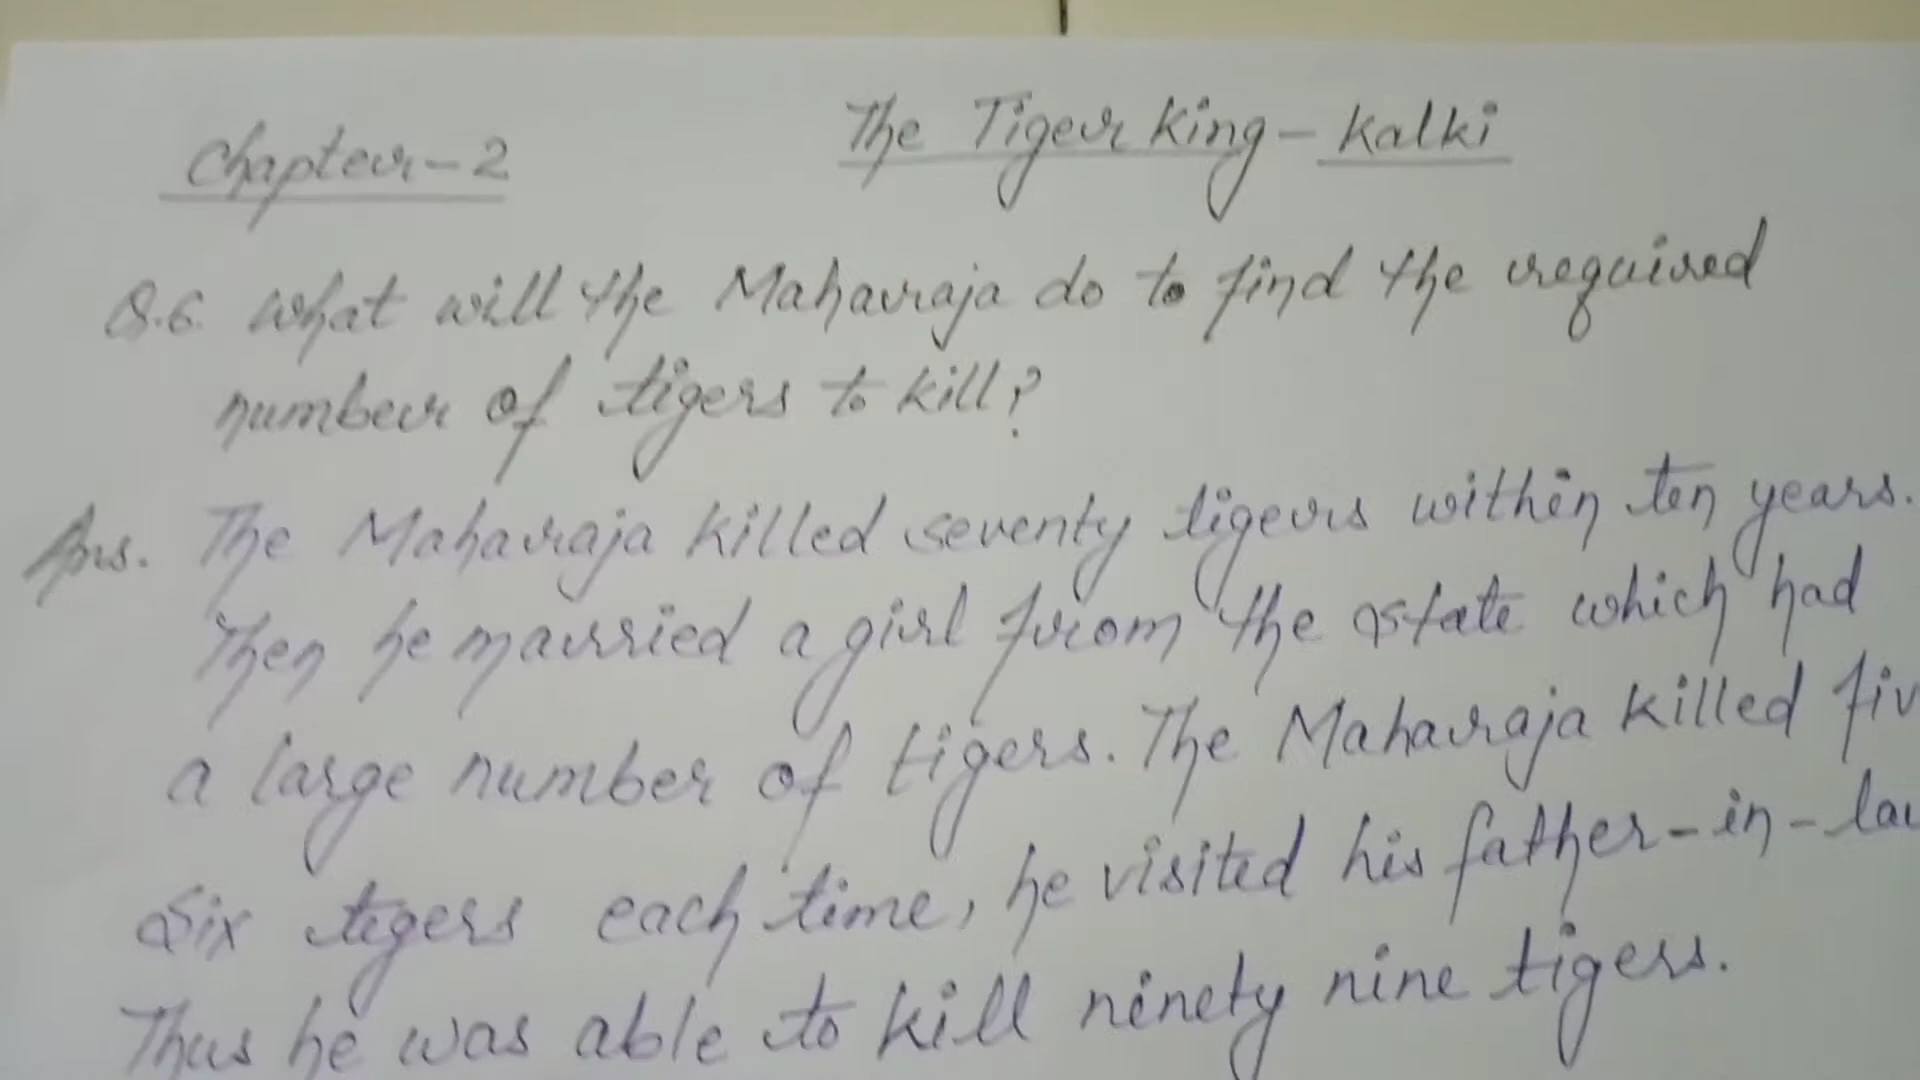 Chapter-2
The Tiger King - Kalki
Q.6. What will the Maharaja do to find the required
number of tigers to kill?
Ans. The Maharaja killed seventy tigers within ten years.
Then he married a girl from the state which had
a large number of tigers. The Maharaja killed fiv
six tigers each time, he visited his father-in-law
Thus he was able to kill ninety nine tigers.